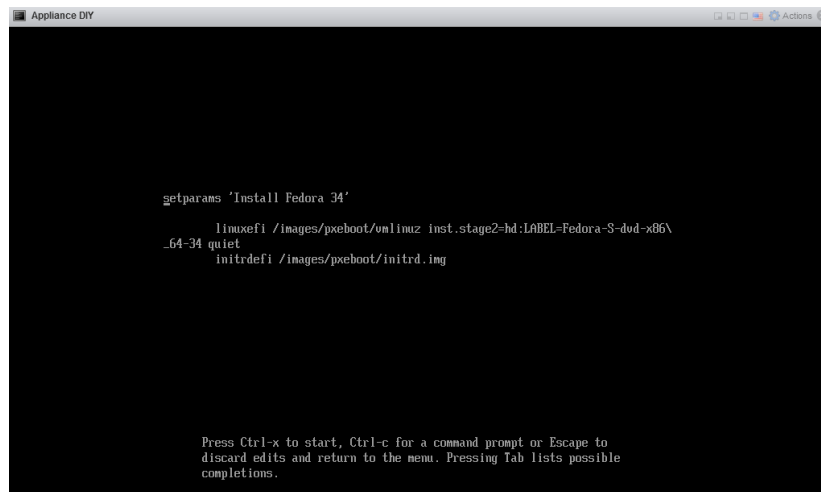 Appliance DIY
Actions
setparams 'Install Fedora 34'
linuxefi /images/pxeboot/vmlinuz inst.stage2=hd:LABEL=Fedora-S-dvd-x86\
_64-34 quiet
initrdefi /images/pxeboot/initrd.img
Press Ctrl-x to start, Ctrl-c for a command prompt or Escape to
discard edits and return to the menu. Pressing Tab lists possible
completions.